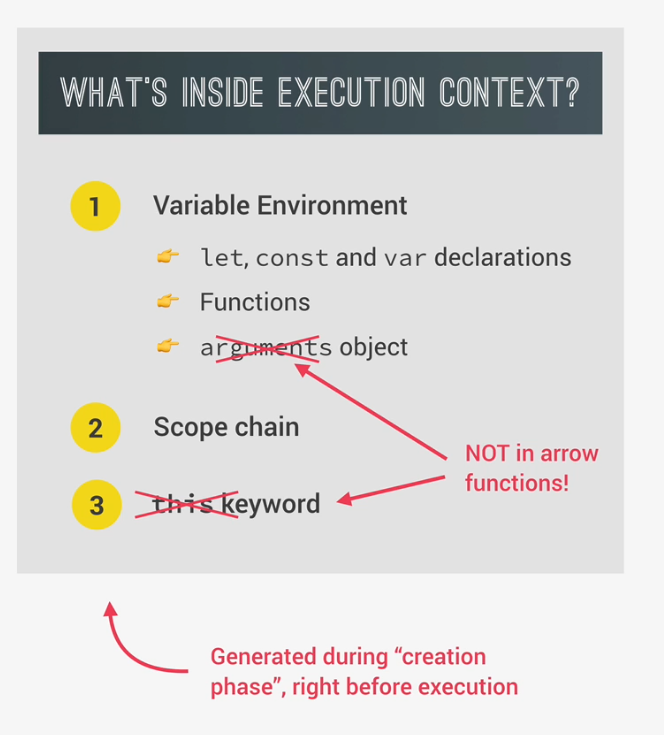 WHAT'S INSIDE EXECUTION CONTEXT?
1 Variable Environment
let, const and var declarations
Functions
arguments object
2 Scope chain
NOT in arrow
functions!
3 this keyword
Generated during “creation
phase”, right before execution